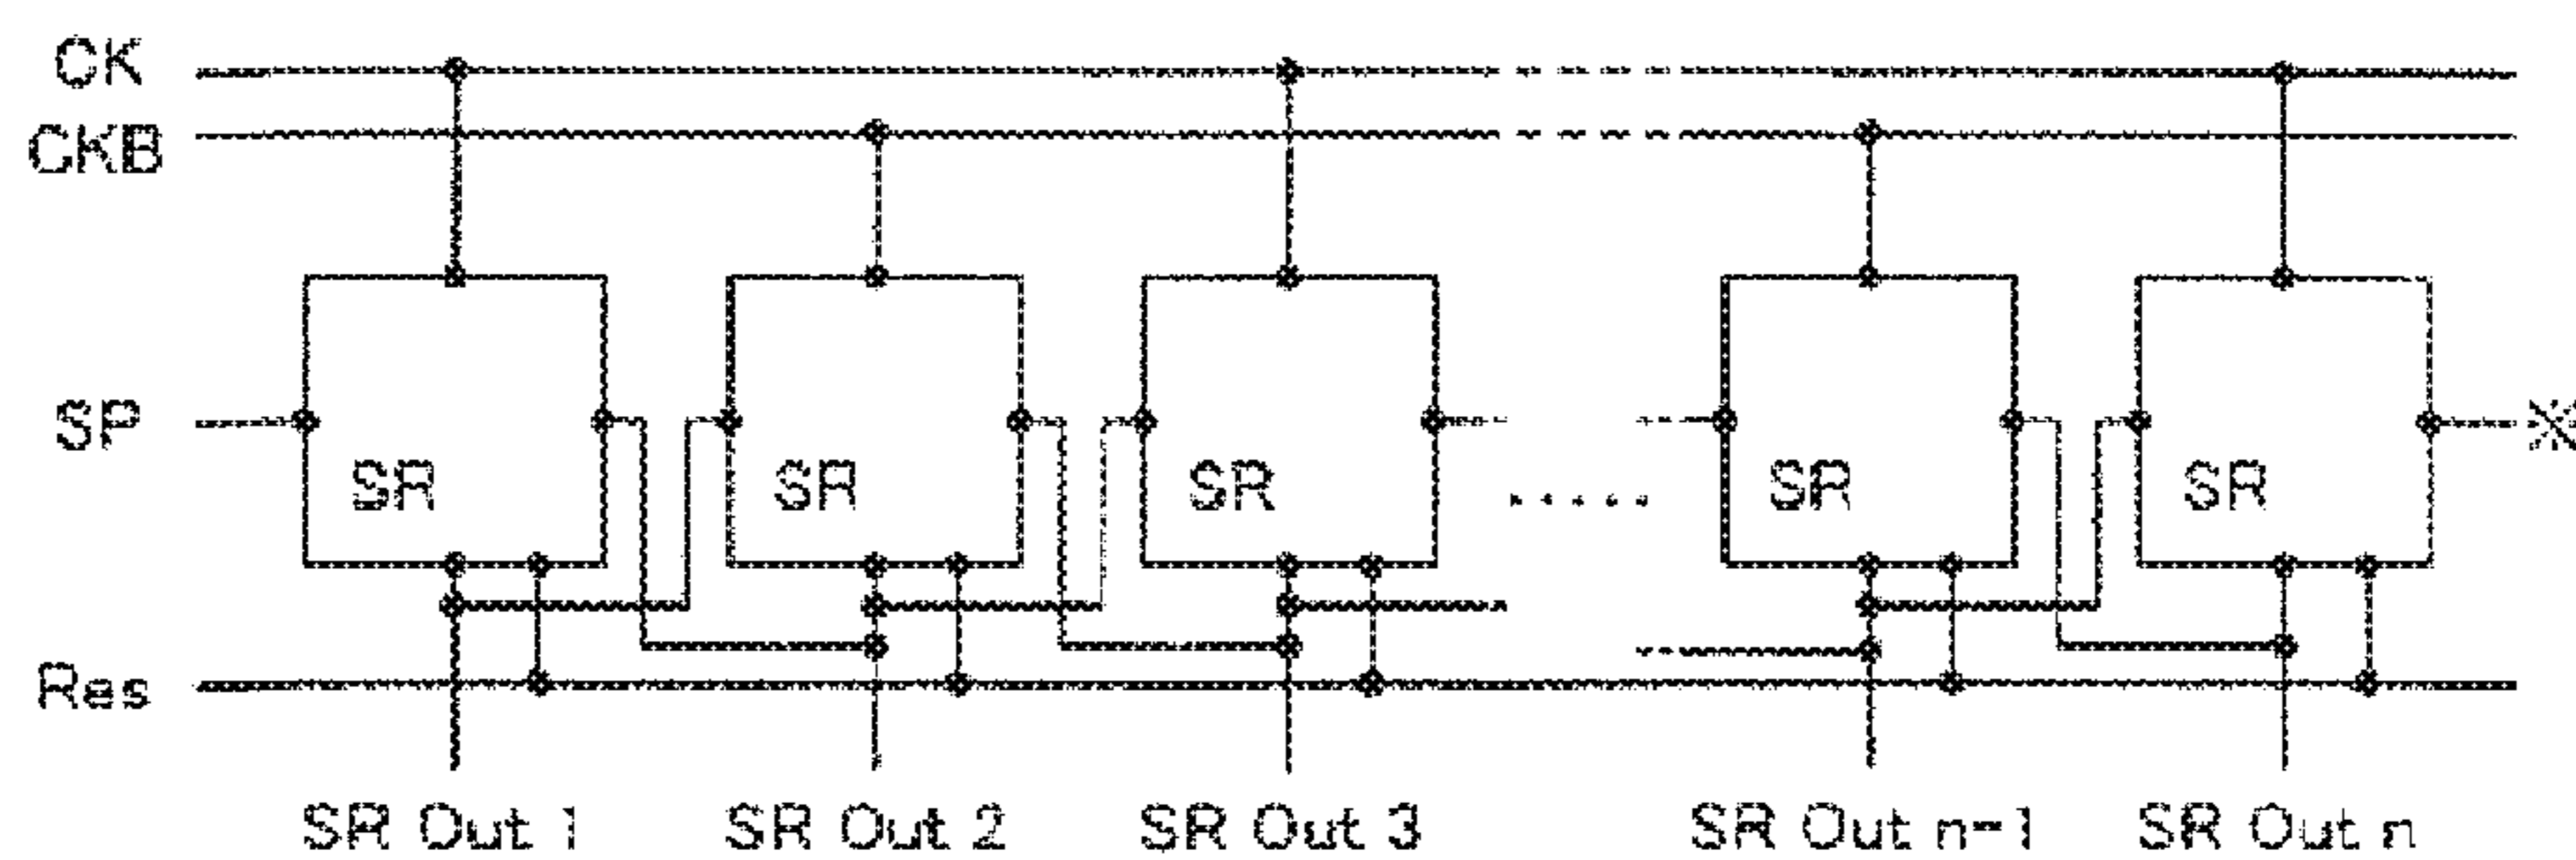 CK
CKB
SP
SR SR SR ..... SR SR ※
Res
SR Out 1 SR Out 2 SR Out 3 SR Out n-1 SR Out n